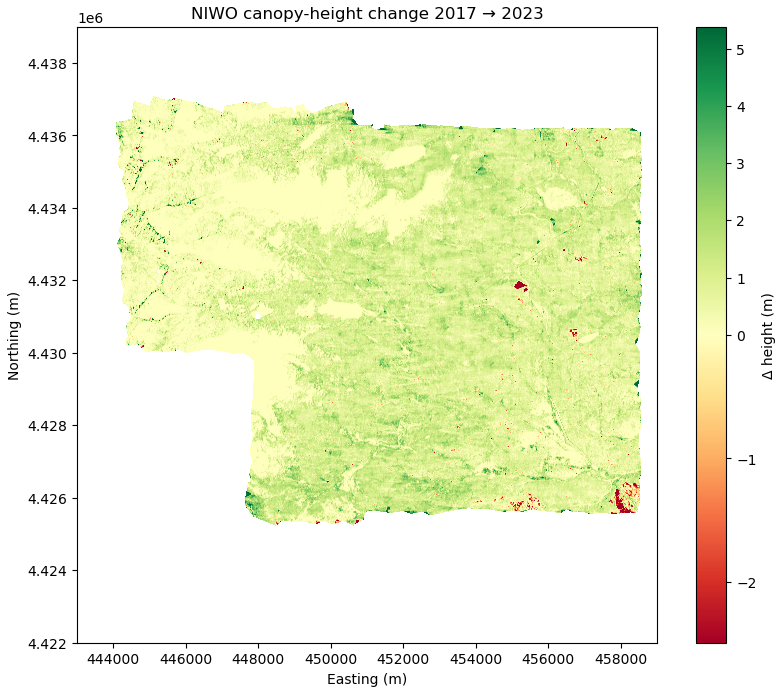 NIWO canopy-height change 2017 → 2023
1e6
4.438
4.436
4.434
4.432
4.430
4.428
4.426
4.424
4.422
Northing (m)
444000 446000 448000 450000 452000 454000 456000 458000
Easting (m)
5
4
3
2
1
0
−1
−2
Δ height (m)